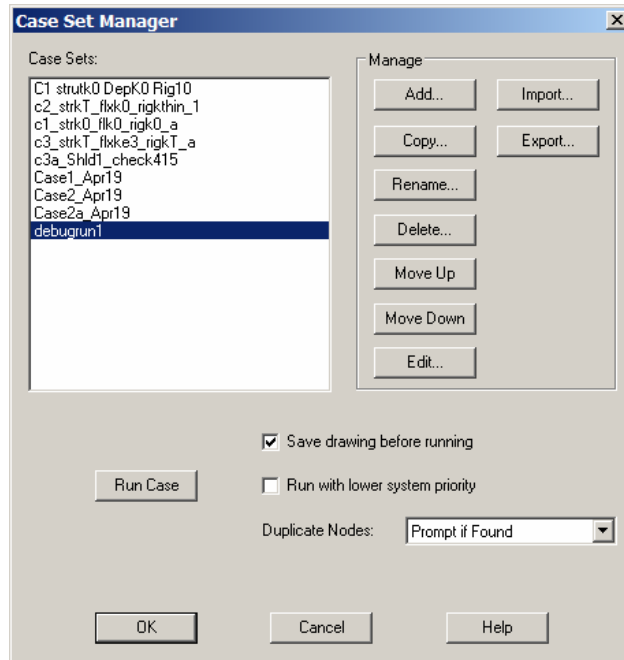 Case Set Manager
Case Sets:
C1 strutk0 DepK0 Rig10
c2_strkT_flxk0_rigkthin_1
c1_strk0_flk0_rigk0_a
c3_strkT_flxke3_rigkT_a
c3a_Shld1_check415
Case1_Apr19
Case2_Apr19
Case2a_Apr19
debugrun1
Manage
Add...
Import...
Copy...
Export...
Rename...
Delete...
Move Up
Move Down
Edit...
Save drawing before running
Run Case
Run with lower system priority
Duplicate Nodes:
Prompt if Found
OK
Cancel
Help